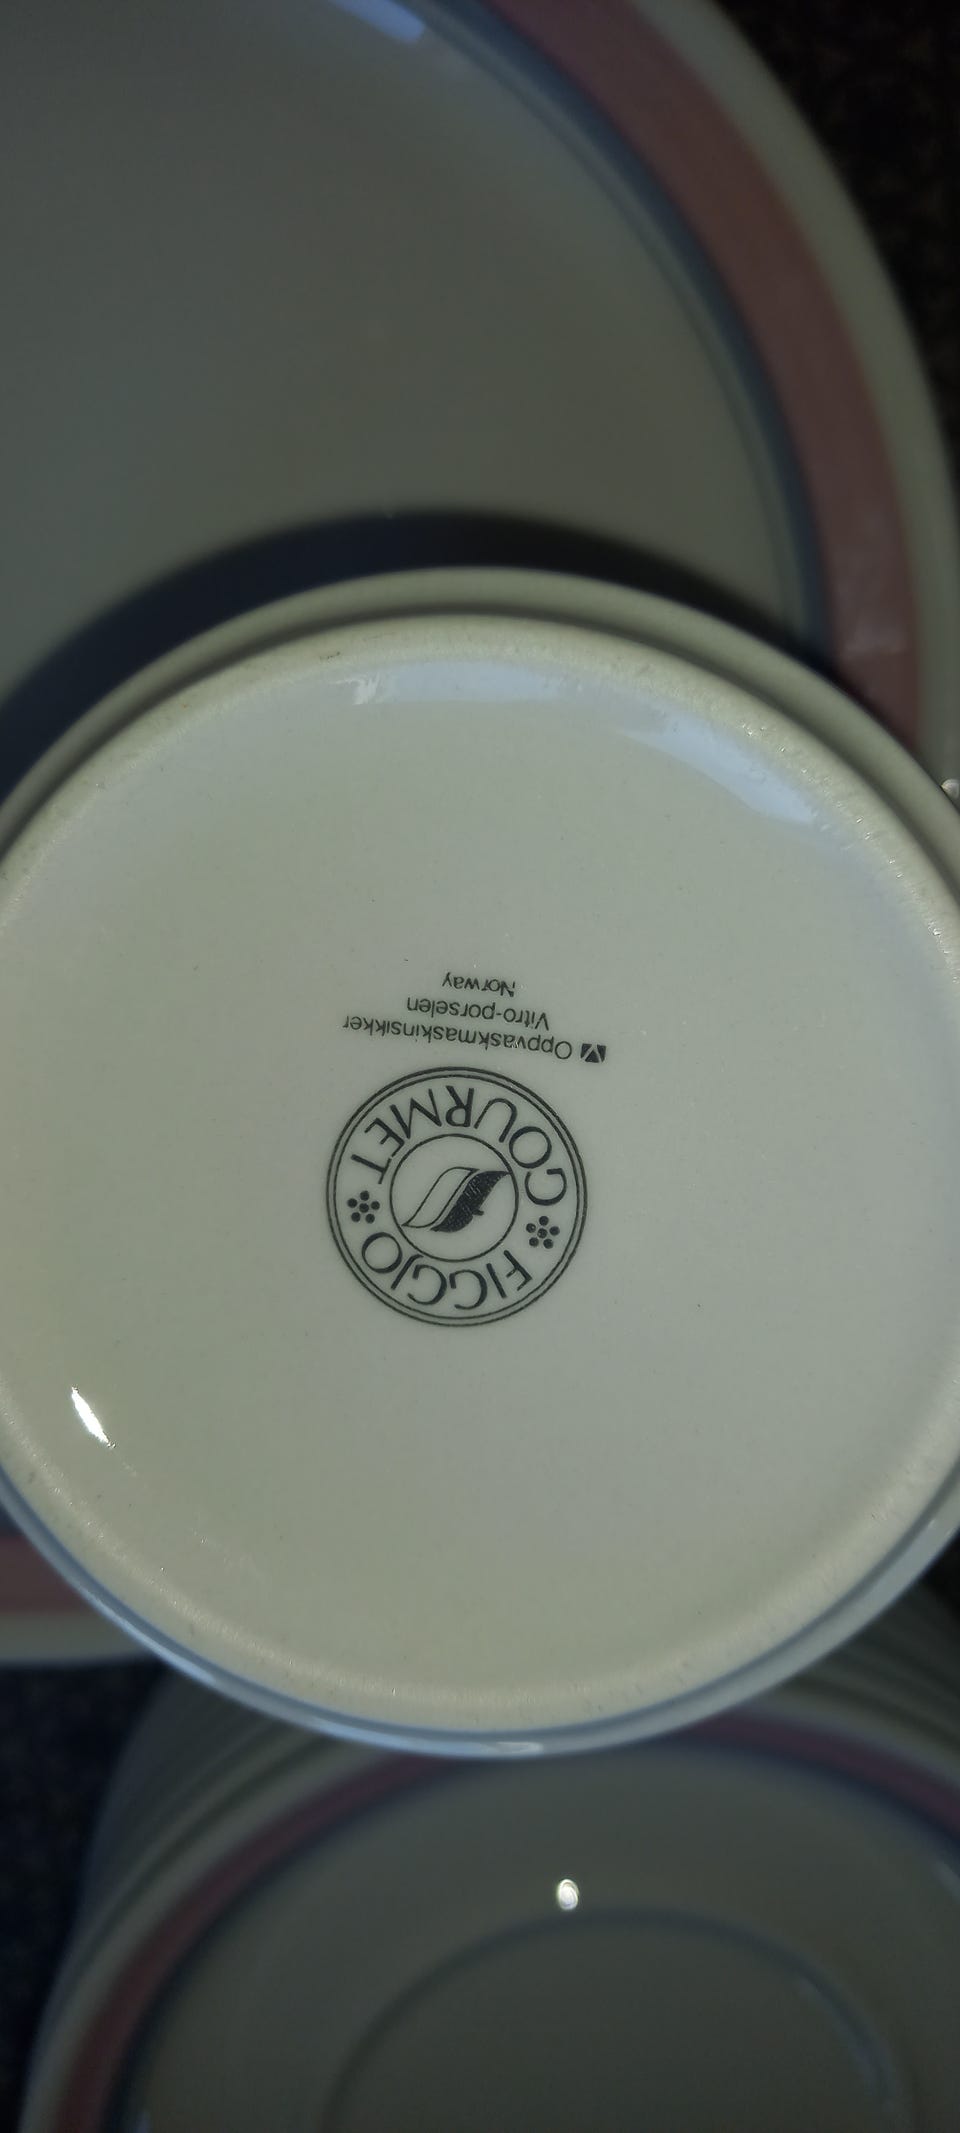 FIGGJO
GOURMET
Oppvaskmaskinsikker
Vitro-porselen
Norway